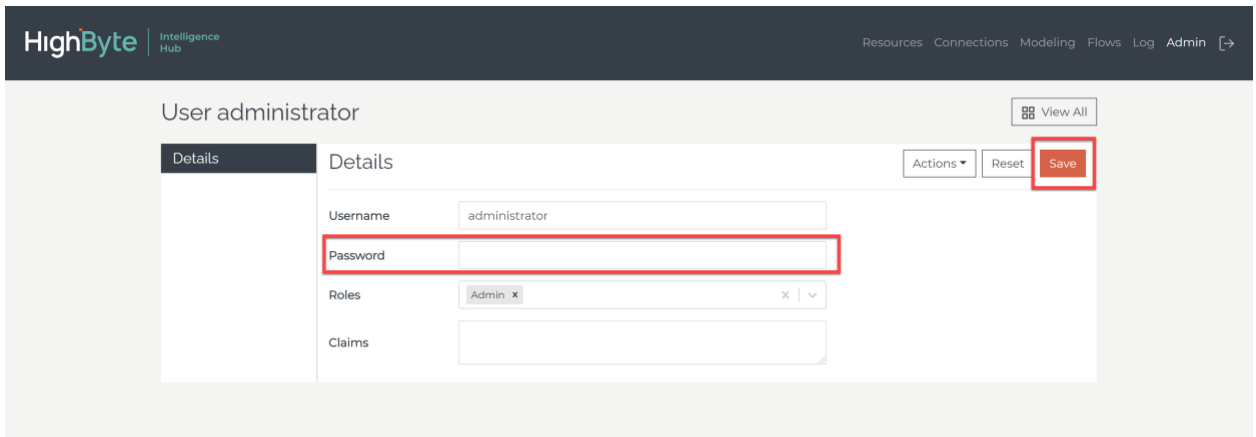 HighByte
Intelligence
Hub
Resources Connections Modeling Flows Log Admin
User administrator
View All
Details
Details
Actions
Reset
Save
Username
administrator
Password
Roles
Admin x
Claims